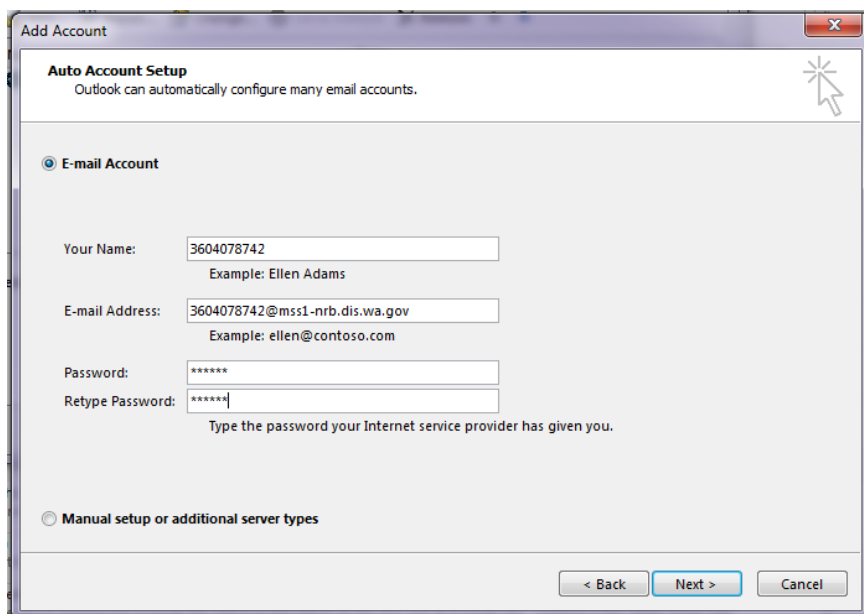 Add Account
Auto Account Setup
Outlook can automatically configure many email accounts.
E-mail Account
Your Name: 3604078742
Example: Ellen Adams
E-mail Address: 3604078742@mss1-nrb.dis.wa.gov
Example: ellen@contoso.com
Password: ******
Retype Password: ******
Type the password your Internet service provider has given you.
Manual setup or additional server types
< Back Next > Cancel